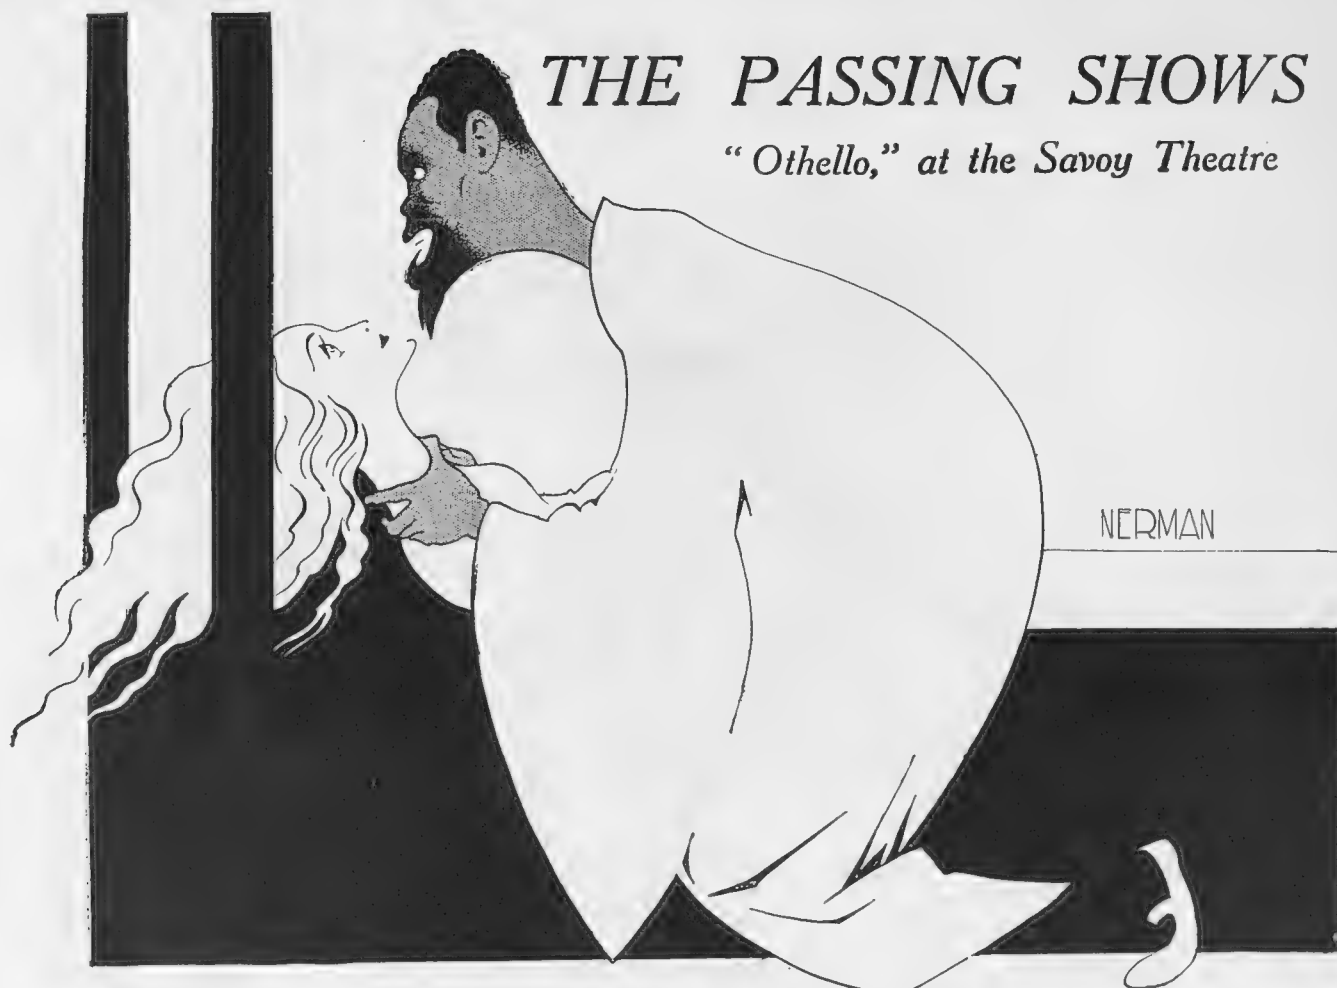 THE PASSING SHOWS
“Othello,” at the Savoy Theatre
NERMAN